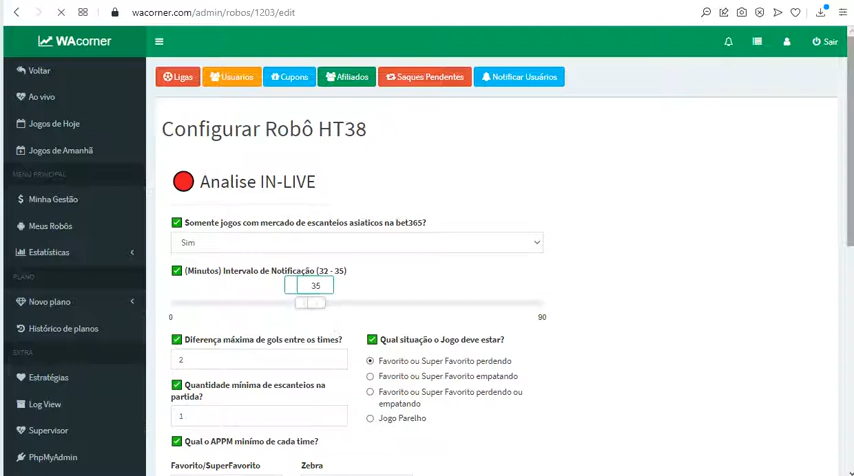 wacorner.com/admin/robos/1203/edit
WAcorner
Sair
Voltar
Ao vivo
Jogos de Hoje
Jogos de Amanhã
MENU PRINCIPAL
Minha Gestão
Meus Robôs
Estatísticas
PLANO
Novo plano
Histórico de planos
EXTRA
Estratégias
Log View
Supervisor
PhpMyAdmin
Ligas
Usuarios
Cupons
Afiliados
Saques Pendentes
Notificar Usuários
Configurar Robô HT38
Analise IN-LIVE
Somente jogos com mercado de escanteios asiaticos na bet365?
Sim
(Minutos) Intervalo de Notificação (32 - 35)
35
0
90
Diferença máxima de gols entre os times?
2
Quantidade mínima de escanteios na
partida?
1
Qual o APPM minímo de cada time?
Favorito/SuperFavorito
Zebra
Qual situação o Jogo deve estar?
Favorito ou Super Favorito perdendo
Favorito ou Super Favorito empatando
Favorito ou Super Favorito perdendo ou
empatando
Jogo Parelho